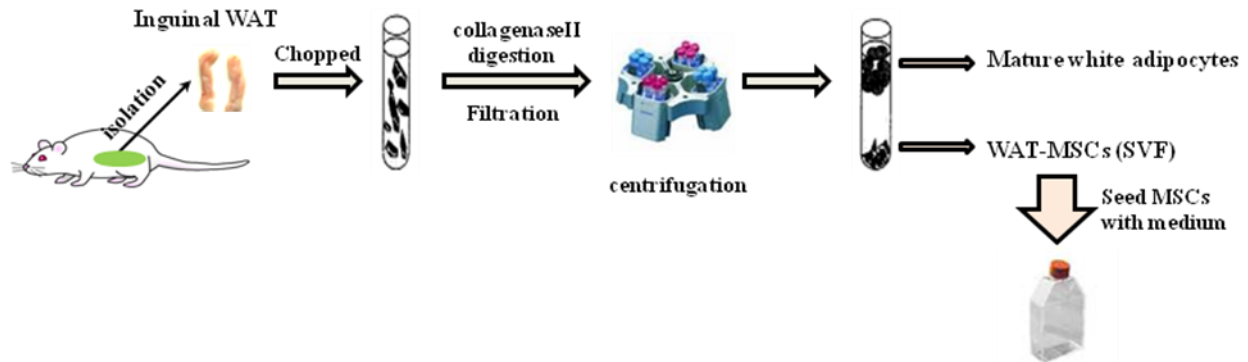 Inguinal WAT
isolation
Chopped
collagenaseII
digestion
Filtration
centrifugation
Mature white adipocytes
WAT-MSCs (SVF)
Seed MSCs
with medium